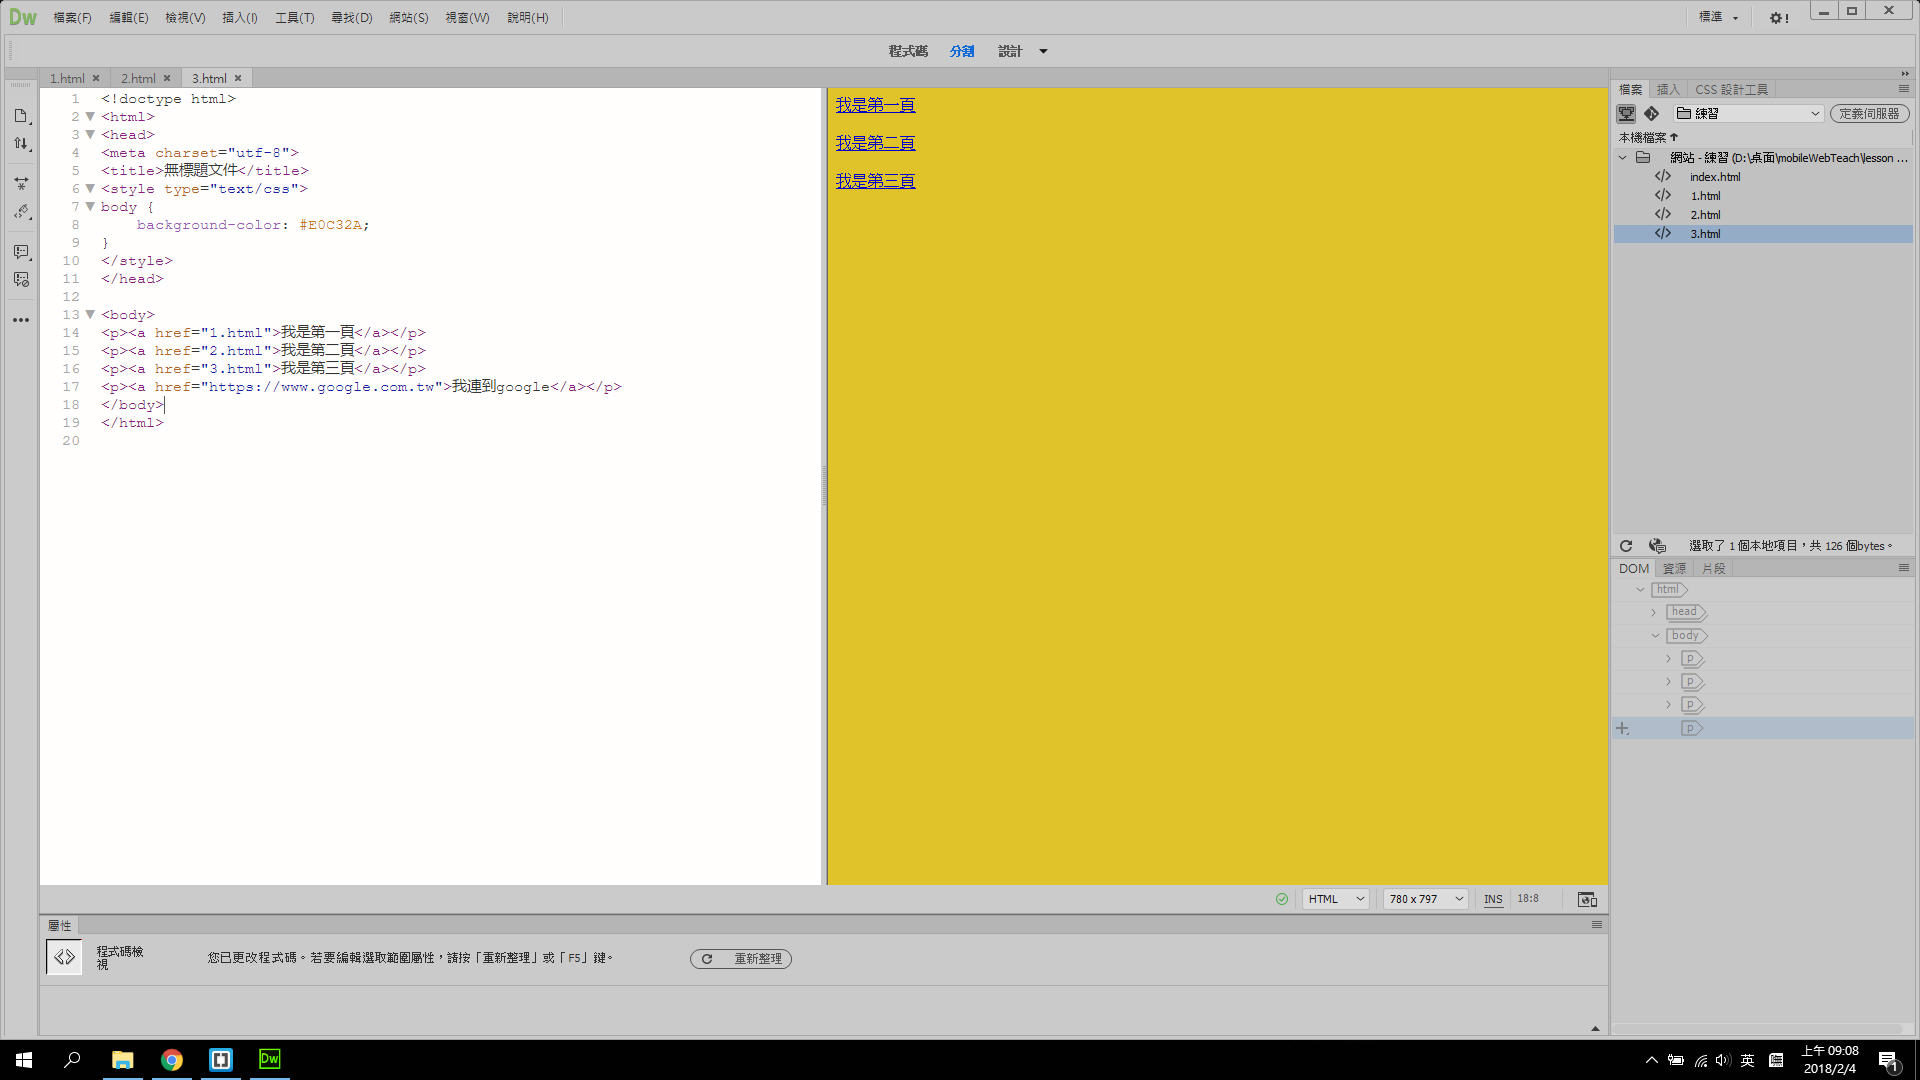 Dw 檔案(F) 編輯(E) 檢視(V) 插入(I) 工具(T) 尋找(D) 網站(S) 視窗(W) 說明(H) 標準
程式碼 分割 設計
1.html 2.html 3.html
1 <!doctype html>
2 <html>
3 <head>
4 <meta charset="utf-8">
5 <title>無標題文件</title>
6 <style type="text/css">
7 body {
8 background-color: #E0C32A;
9 }
10 </style>
11 </head>
12
13 <body>
14 <p><a href="1.html">我是第一頁</a></p>
15 <p><a href="2.html">我是第二頁</a></p>
16 <p><a href="3.html">我是第三頁</a></p>
17 <p><a href="https://www.google.com.tw">我連到google</a></p>
18 </body>
19 </html>
20
我是第一頁
我是第二頁
我是第三頁
HTML 780 x 797 INS 18:8
屬性
程式碼檢視
您已更改程式碼。若要編輯選取範圍屬性，請按「重新整理」或「F5」鍵。 重新整理
檔案 插入 CSS 設計工具
練習 定義伺服器
本機檔案
網站 - 練習 (D:\桌面\mobileWebTeach\lesson ...
index.html
1.html
2.html
3.html
選取了 1 個本地項目，共 126 個bytes。
DOM 資源 片段
html
head
body
p
p
p
p
Dw
英
上午 09:08
2018/2/4
1